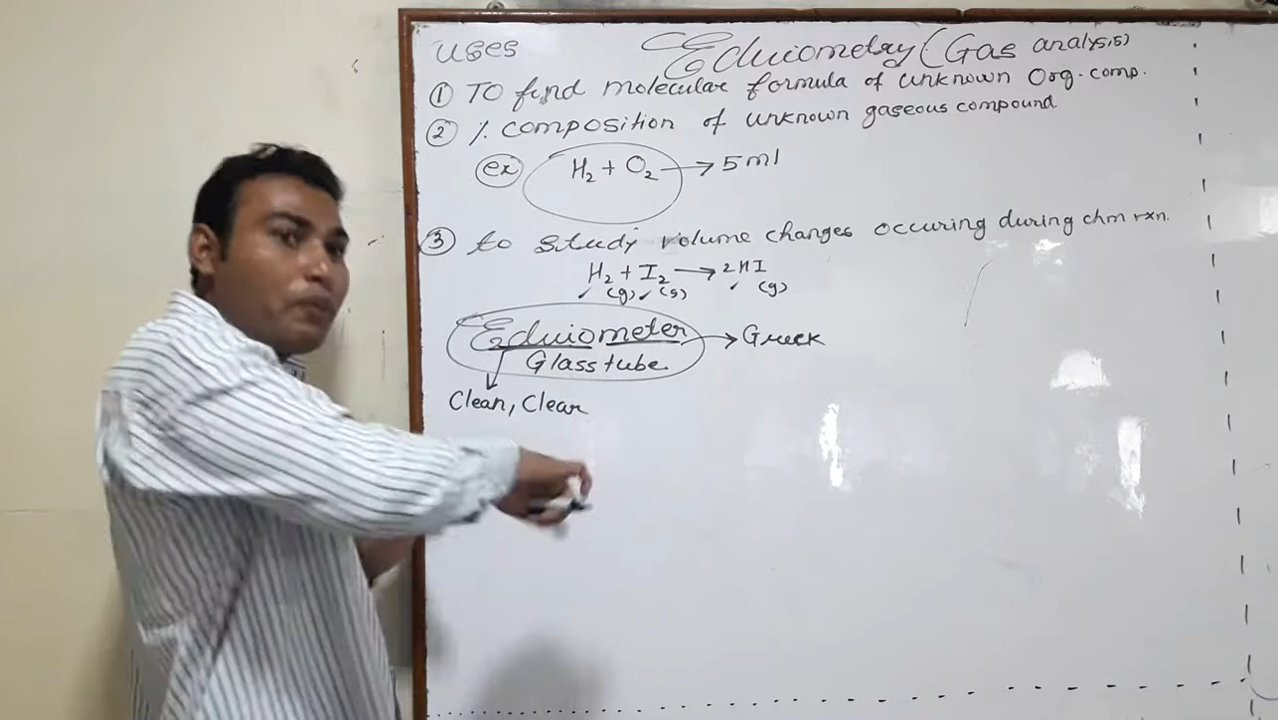 uses Eduiometry (Gas analysis)
① To find molecular formula of unknown Org. comp.
② % composition of unknown gaseous compound.
ex H₂ + O₂ → 5 ml
③ to study volume changes occuring during chm rxn.
H₂ + I₂ → 2HI
✓ (g) ✓ (s) ✓ (g)
Eduiometer → Greek
Glass tube
Clean, Clear